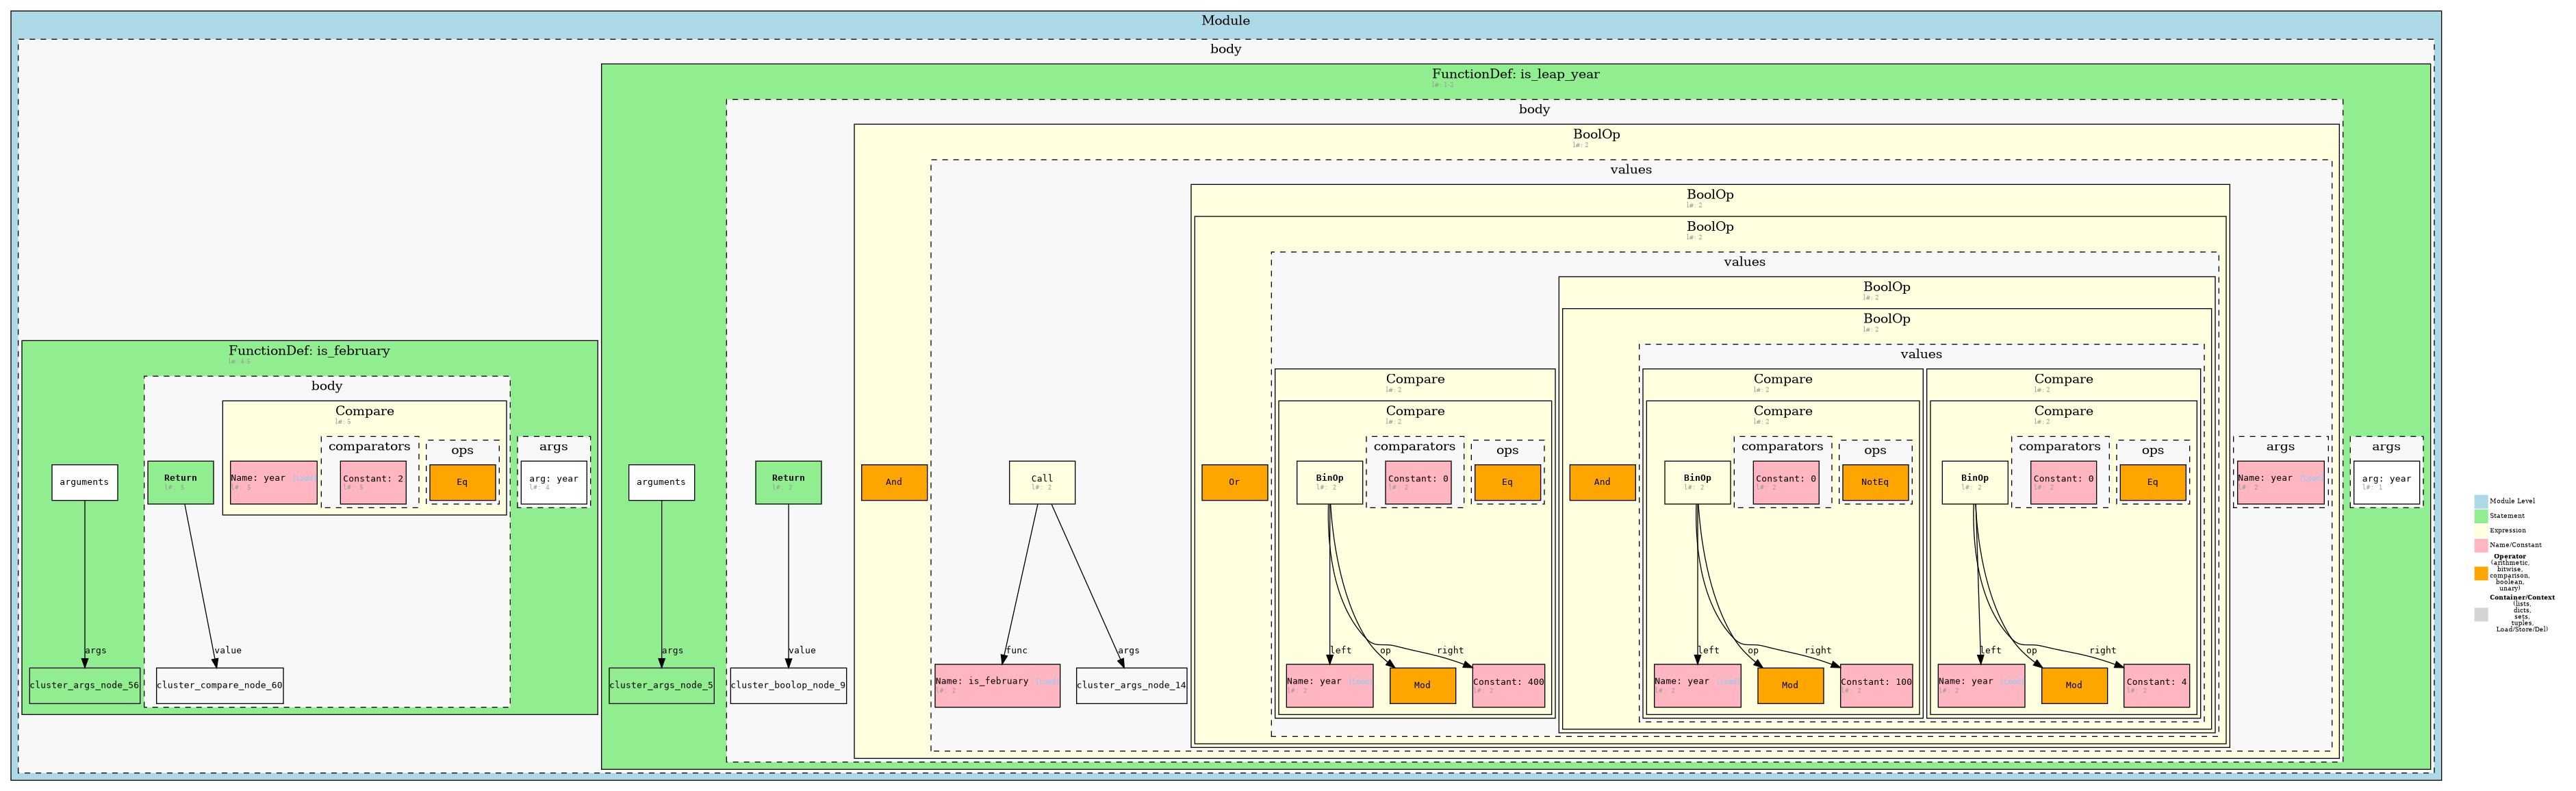 Module
body
FunctionDef: is_leap_year
l#: 1-2
body
BoolOp
l#: 2
values
BoolOp
l#: 2
BoolOp
l#: 2
values
BoolOp
l#: 2
BoolOp
l#: 2
values
FunctionDef: is_february
l#: 4-5
body
Compare
l#: 5
comparators
ops
args
arguments
Return
l#: 5
Name: year (Load)
l#: 5
Constant: 2
l#: 5
Eq
arg: year
l#: 4
args
value
cluster_args_node_56
cluster_compare_node_60
arguments
Return
l#: 2
And
Call
l#: 2
args
value
func
args
cluster_args_node_5
cluster_boolop_node_9
Name: is_february (Load)
l#: 2
cluster_args_node_14
Or
Compare
l#: 2
Compare
l#: 2
comparators
ops
BinOp
l#: 2
Constant: 0
l#: 2
Eq
left
op
right
Name: year (Load)
l#: 2
Mod
Constant: 400
l#: 2
And
Compare
l#: 2
Compare
l#: 2
comparators
ops
BinOp
l#: 2
Constant: 0
l#: 2
NotEq
left
op
right
Name: year (Load)
l#: 2
Mod
Constant: 100
l#: 2
Compare
l#: 2
Compare
l#: 2
comparators
ops
BinOp
l#: 2
Constant: 0
l#: 2
Eq
left
op
right
Name: year (Load)
l#: 2
Mod
Constant: 4
l#: 2
args
Name: year (Load)
l#: 2
args
arg: year
l#: 1
Module Level
Statement
Expression
Name/Constant
Operator
(arithmetic,
bitwise,
comparison,
boolean,
unary)
Container/Context
(lists,
dicts,
sets,
tuples,
Load/Store/Del)